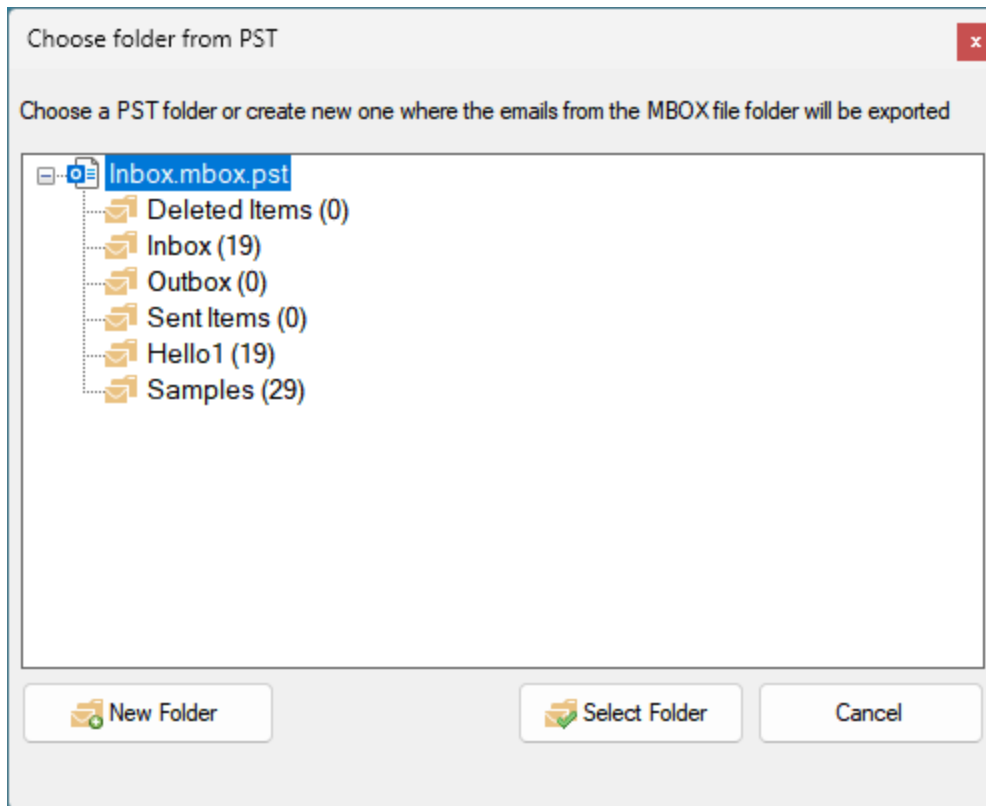 Choose folder from PST
x
Choose a PST folder or create new one where the emails from the MBOX file folder will be exported
Inbox.mbox.pst
Deleted Items (0)
Inbox (19)
Outbox (0)
Sent Items (0)
Hello1 (19)
Samples (29)
New Folder
Select Folder
Cancel